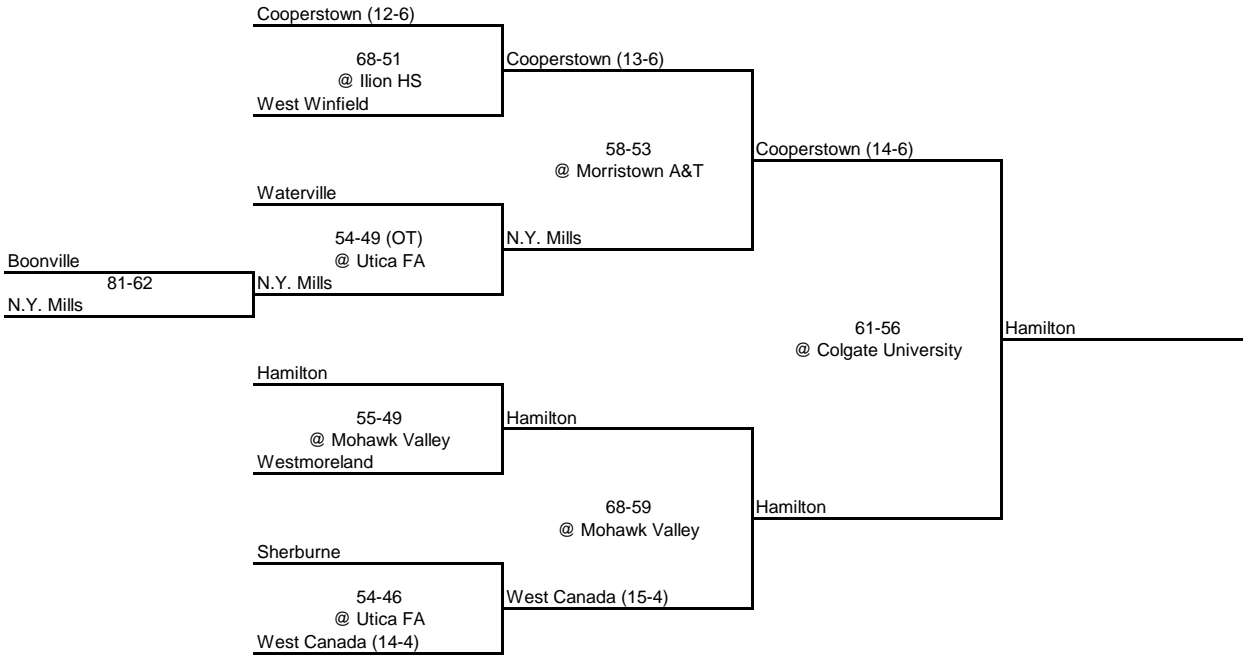 Cooperstown (12-6)
68-51
@ Ilion HS
West Winfield
Cooperstown (13-6)
58-53
@ Morristown A&T
Cooperstown (14-6)
Waterville
54-49 (OT)
@ Utica FA
N.Y. Mills
Boonville
81-62
N.Y. Mills
N.Y. Mills
61-56
@ Colgate University
Hamilton
Hamilton
55-49
@ Mohawk Valley
Westmoreland
Hamilton
68-59
@ Mohawk Valley
Hamilton
Sherburne
54-46
@ Utica FA
West Canada (14-4)
West Canada (15-4)